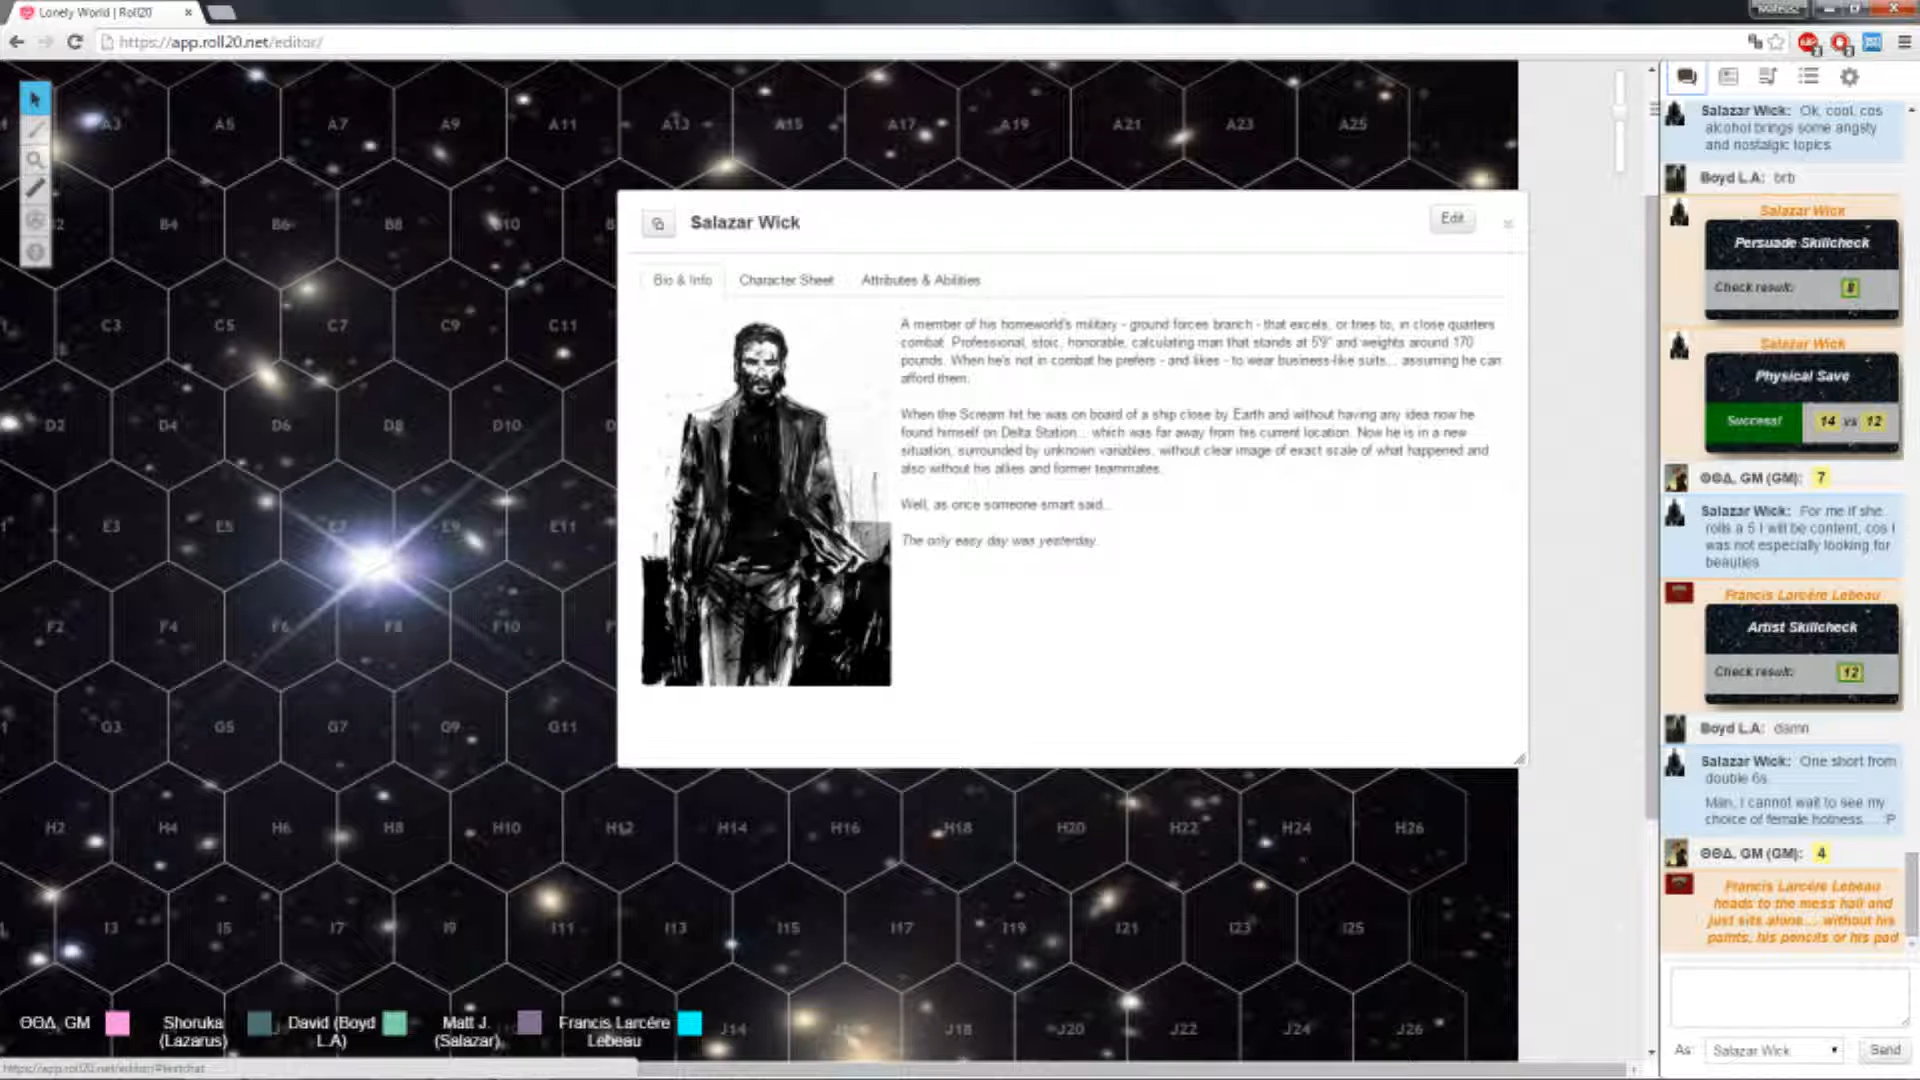 Lonely World | Roll20
Mateusz
https://app.roll20.net/editor/
A3 A5 A7 A9 A11 A13 A15 A17 A19 A21 A23 A25
B4 B6 B8 B10
C3 C5 C7 C9 C11
D2 D4 D6 D8 D10
E3 E5 E7 E9 E11
F2 F4 F6 F8 F10
G3 G5 G7 G9 G11
H2 H4 H6 H8 H10 H12 H14 H16 H18 H20 H22 H24 H26
I3 I5 I7 I9 I11 I13 I15 I17 I19 I21 I23 I25
J14 J18 J20 J22 J24 J26
Salazar Wick
Edit
Bio & Info Character Sheet Attributes & Abilities
A member of his homeworld's military - ground forces branch - that excels, or tries to, in close quarters
combat. Professional, stoic, honorable, calculating man that stands at 5'9" and weights around 170
pounds. When he's not in combat he prefers - and likes - to wear business-like suits... assuming he can
afford them.
When the Scream hit he was on board of a ship close by Earth and without having any idea now he
found himself on Delta Station... which was far away from his current location. Now he is in a new
situation, surrounded by unknown variables, without clear image of exact scale of what happened and
also without his allies and former teammates.
Well, as once someone smart said...
The only easy day was yesterday.
Salazar Wick: Ok, cool, cos
alcohol brings some angsty
and nostalgic topics
Boyd L.A: brb
Salazar Wick
Persuade Skillcheck
Check result: 8
Salazar Wick
Physical Save
Success! 14 vs 12
ΘΘΔ, GM (GM): 7
Salazar Wick: For me if she
rolls a 5 I will be content, cos I
was not especially looking for
beauties
Francis Larcére Lebeau
Artist Skillcheck
Check result: 12
Boyd L.A: damn
Salazar Wick: One short from
double 6s.
Man, I cannot wait to see my
choice of female hotness... :P
ΘΘΔ, GM (GM): 4
Francis Larcére Lebeau
heads to the mess hall and
just sits alone... without his
paints, his pencils or his pad
As: Salazar Wick Send
ΘΘΔ, GM
Shoruka
(Lazarus)
David (Boyd
L.A)
Matt J.
(Salazar)
Francis Larcére
Lebeau
https://app.roll20.net/editor/#textchat